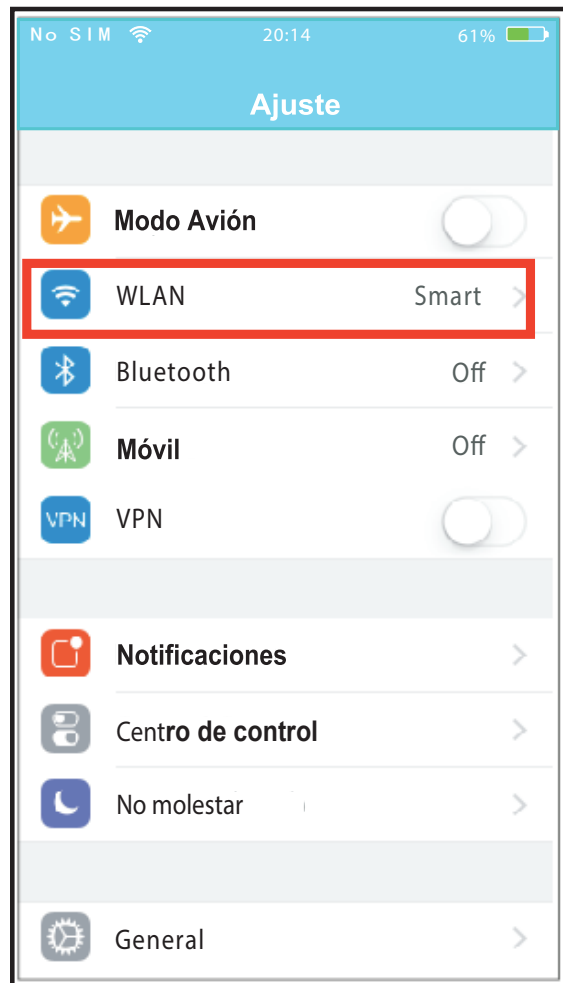 No SIM 20:14 61%
Ajuste
Modo Avión
WLAN Smart
Bluetooth Off
Móvil Off
VPN VPN
Notificaciones
Centro de control
No molestar
General